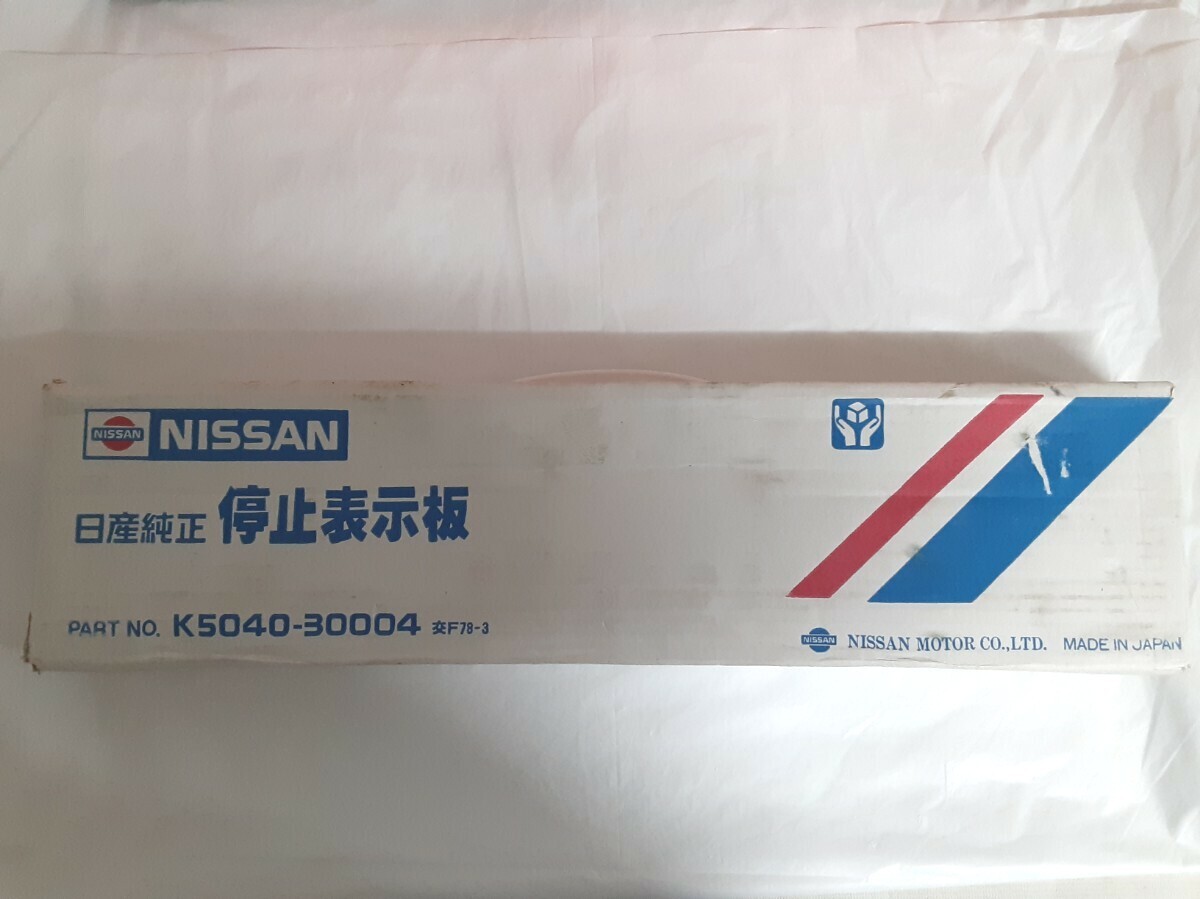 NISSAN NISSAN
日産純正 停止表示板
PART NO. K5040-30004 交F78-3
NISSAN NISSAN MOTOR CO.,LTD. MADE IN JAPAN